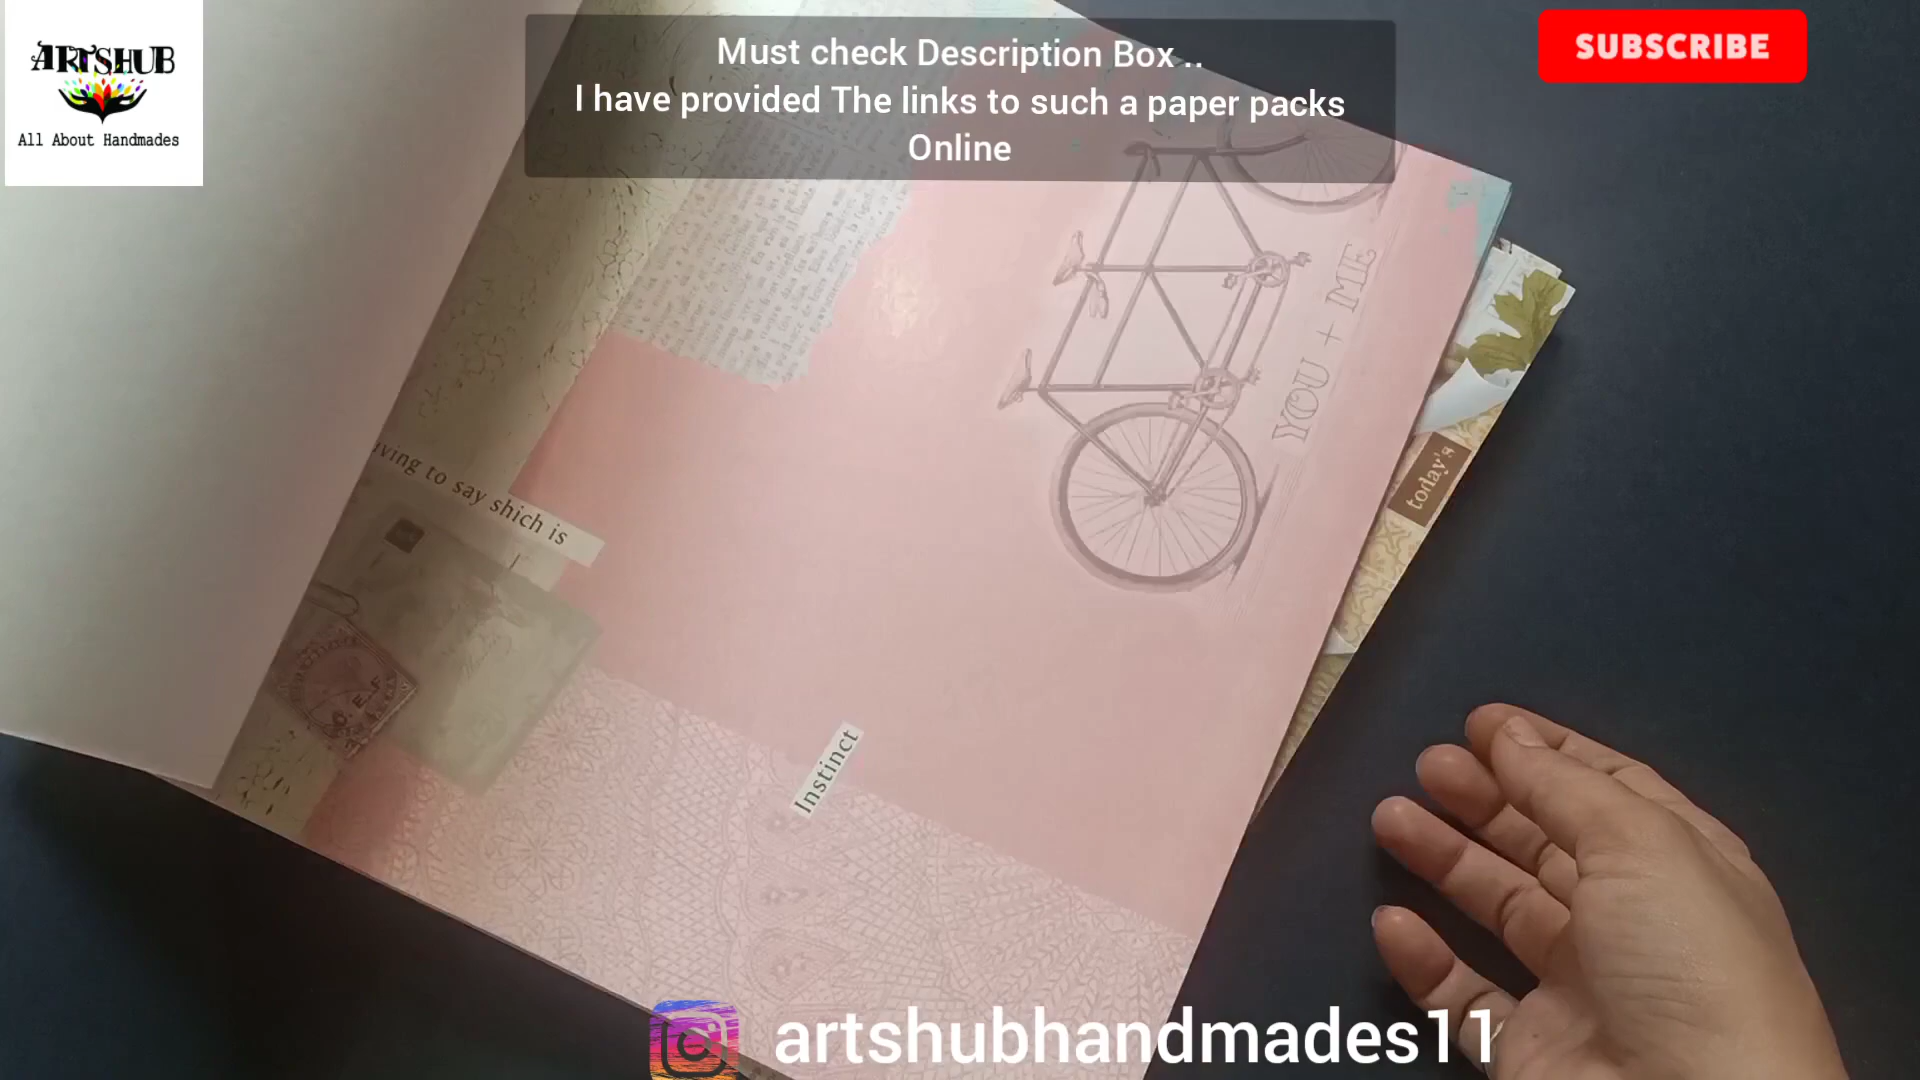 ARTSHUB
All About Handmades
Must check Description Box ..
I have provided The links to such a paper packs
Online
SUBSCRIBE
YOU + ME
today's
ving to say shich is
O. E-F
Instinct
artshubhandmades11